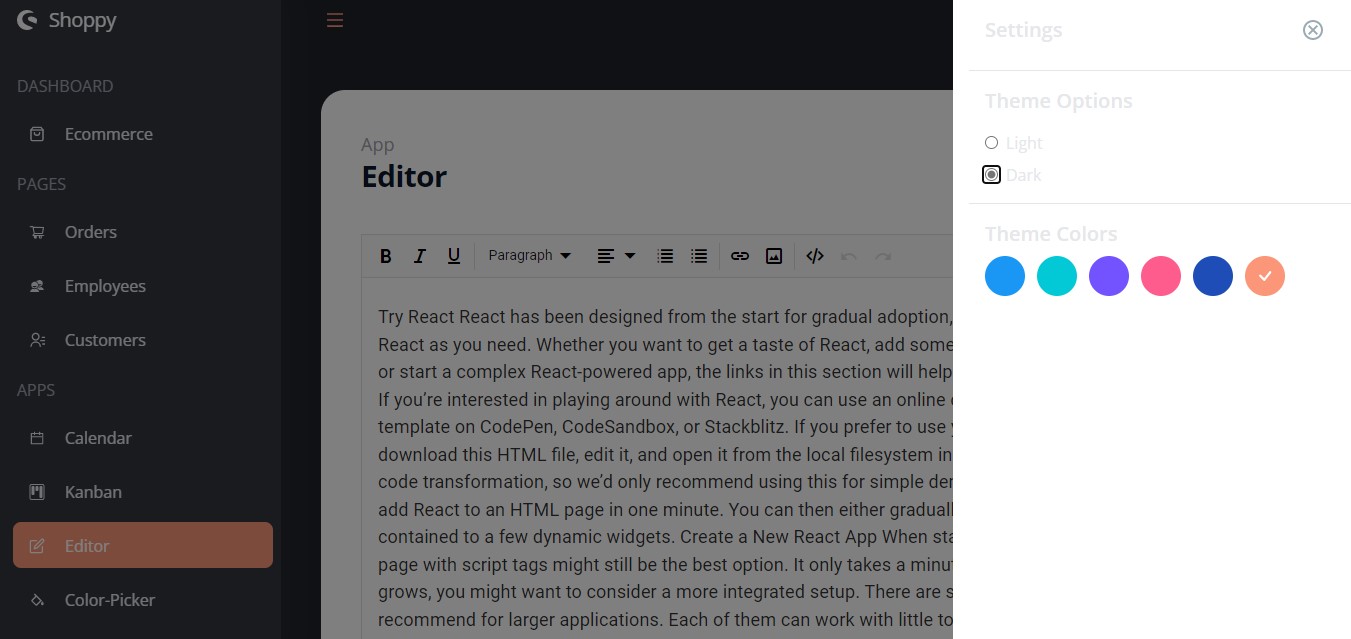 Shoppy
DASHBOARD
Ecommerce
PAGES
Orders
Employees
Customers
APPS
Calendar
Kanban
Editor
Color-Picker
App
Editor
B I U Paragraph
Try React React has been designed from the start for gradual adoption,
React as you need. Whether you want to get a taste of React, add some
or start a complex React-powered app, the links in this section will help
If you’re interested in playing around with React, you can use an online
template on CodePen, CodeSandbox, or Stackblitz. If you prefer to use
download this HTML file, edit it, and open it from the local filesystem in
code transformation, so we’d only recommend using this for simple
add React to an HTML page in one minute. You can then either
contained to a few dynamic widgets. Create a New React App When
page with script tags might still be the best option. It only takes a
grows, you might want to consider a more integrated setup. There are
recommend for larger applications. Each of them can work with little to
Settings
Theme Options
Light
Dark
Theme Colors